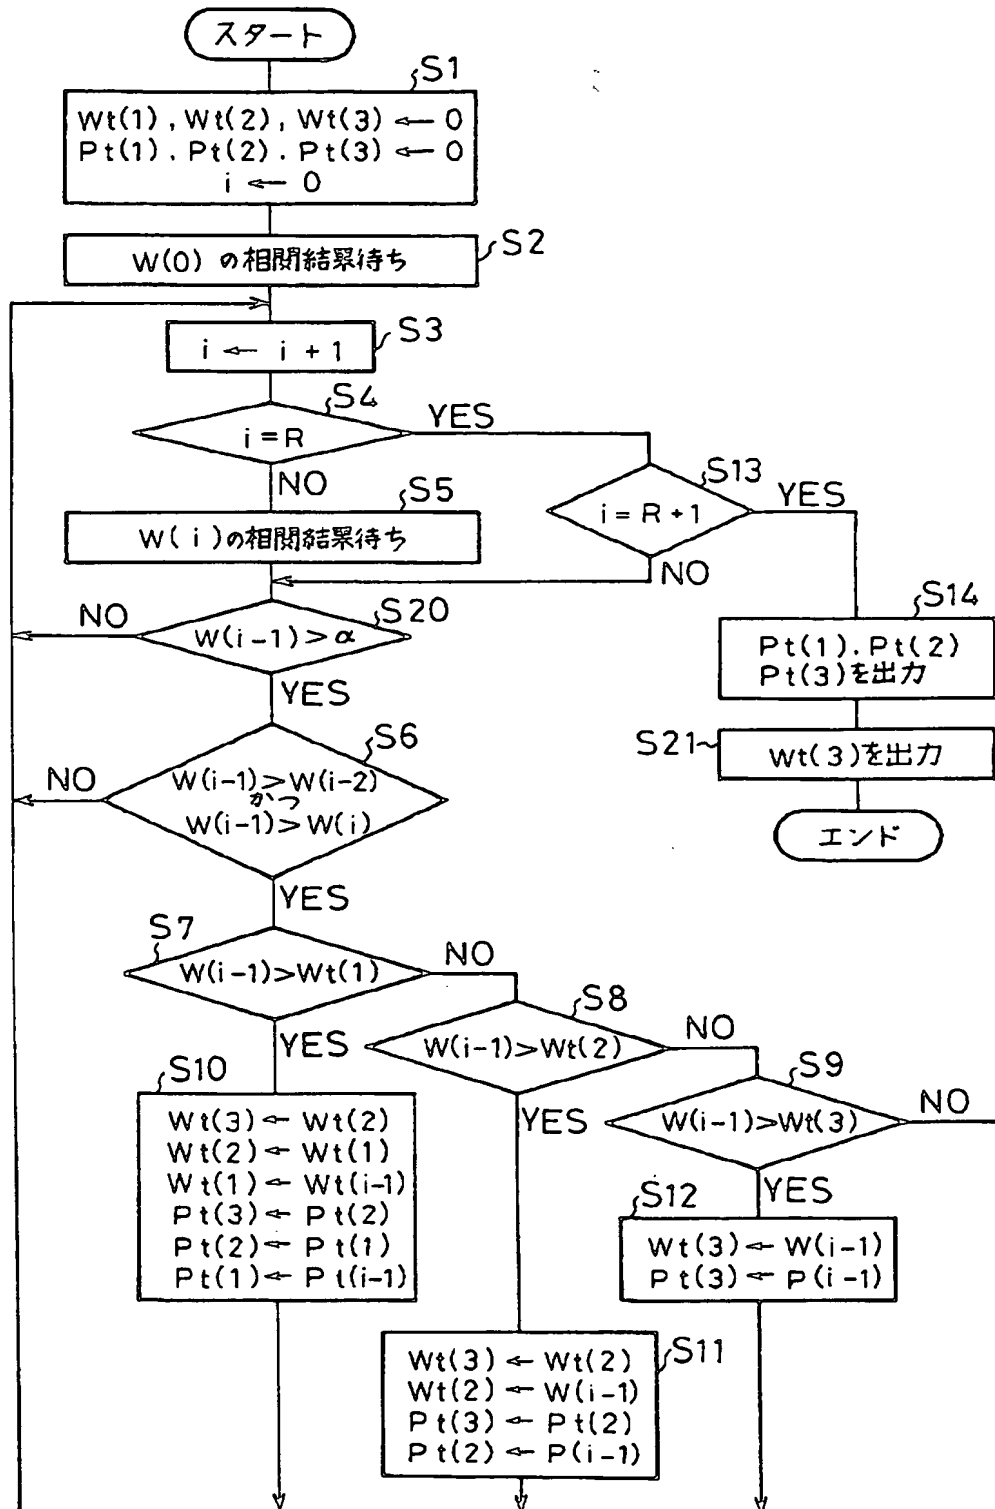 スタート
S1
Wt(1), Wt(2), Wt(3) ← 0
Pt(1). Pt(2). Pt(3) ← 0
i ← 0
W(0) の相関結果待ち
S2
i ← i + 1
S3
S4
i = R
YES
NO
S13
i = R + 1
YES
NO
S5
W(i)の相関結果待ち
S20
W(i-1) > α
NO
YES
S14
Pt(1). Pt(2)
Pt(3)を出力
S21
Wt(3)を出力
エンド
S6
W(i-1) > W(i-2)
かつ
W(i-1) > W(i)
NO
YES
S7
W(i-1) > Wt(1)
NO
YES
S8
W(i-1) > Wt(2)
NO
YES
S9
W(i-1) > Wt(3)
NO
YES
S10
Wt(3) ← Wt(2)
Wt(2) ← Wt(1)
Wt(1) ← Wt(i-1)
Pt(3) ← Pt(2)
Pt(2) ← Pt(1)
Pt(1) ← Pt(i-1)
S12
Wt(3) ← W(i-1)
Pt(3) ← P(i-1)
S11
Wt(3) ← Wt(2)
Wt(2) ← W(i-1)
Pt(3) ← Pt(2)
Pt(2) ← P(i-1)